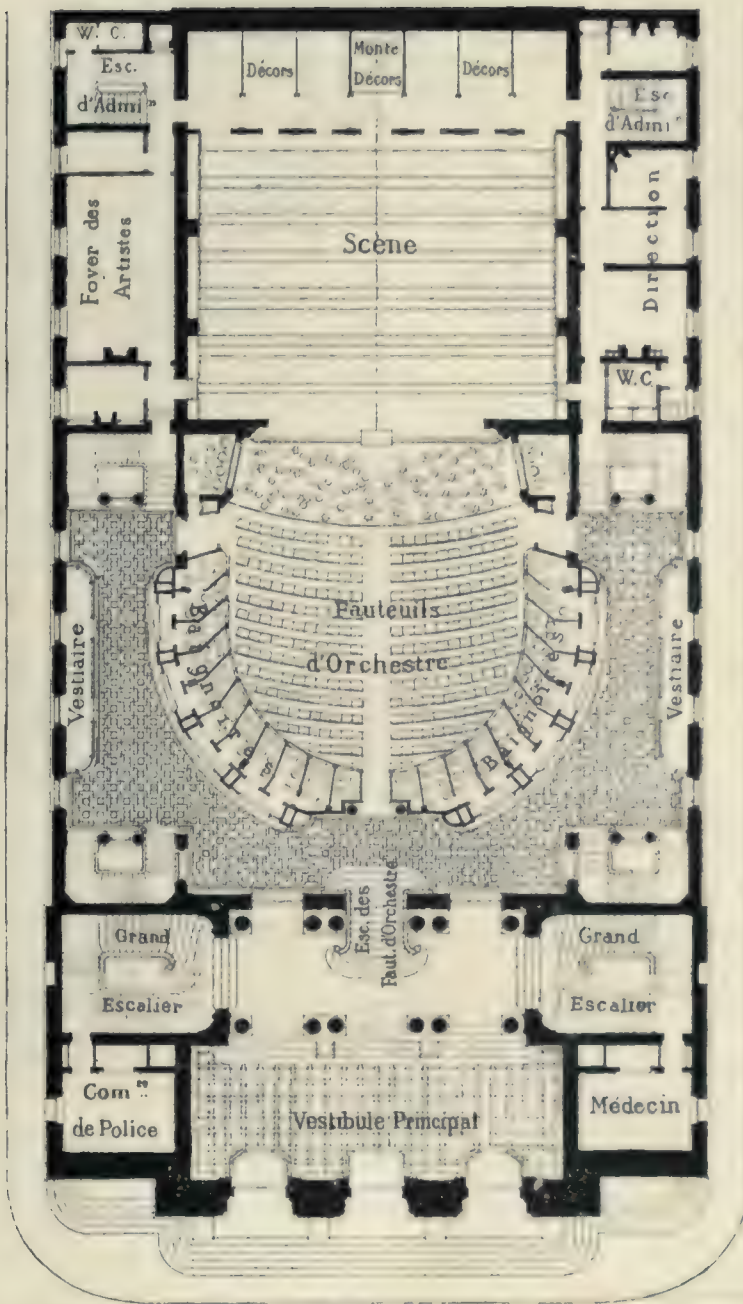 W. C.
Esc.
d'Admi.ⁿ
Décors
Monte
Décors
Décors
Esc
d'Admi.ⁿ
Foyer des
Artistes
Scène
Direction
W.C.
Vestiaire
Baignoires
Fauteuils
d'Orchestre
Baignoires
Vestiaire
Esc. des
Faut. d'Orchestre
Grand
Escalier
Grand
Escalier
Com.ʳᵉ
de Police
Vestibule Principal
Médecin